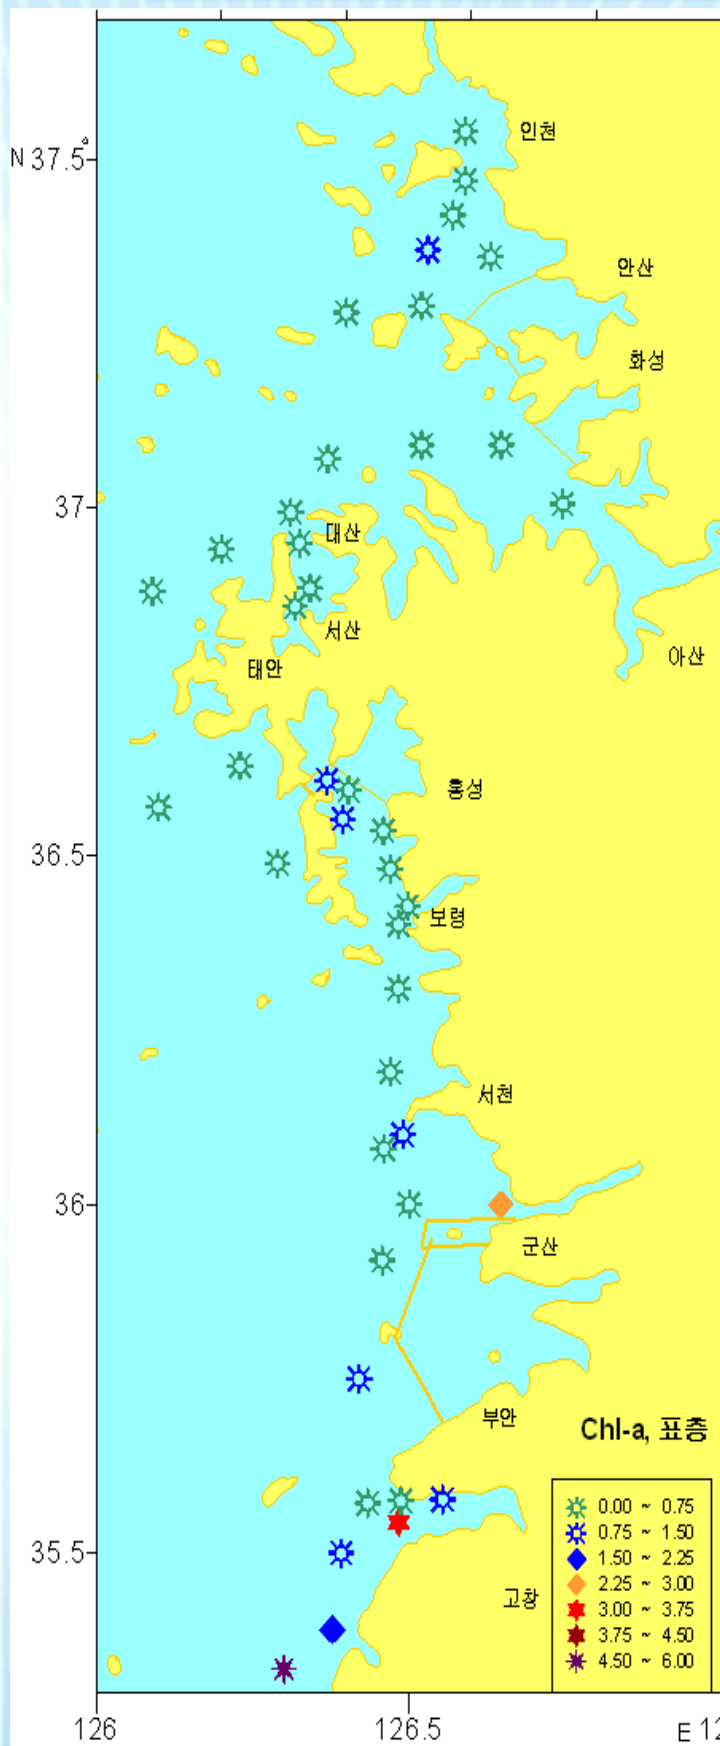 인천
N 37.5°
안산
화성
37
대산
서산
아산
태안
홍성
36.5
보령
서천
36
군산
부안
Chl-a, 표층
0.00 ~ 0.75
0.75 ~ 1.50
1.50 ~ 2.25
2.25 ~ 3.00
3.00 ~ 3.75
3.75 ~ 4.50
4.50 ~ 6.00
35.5
고창
126
126.5
E 12